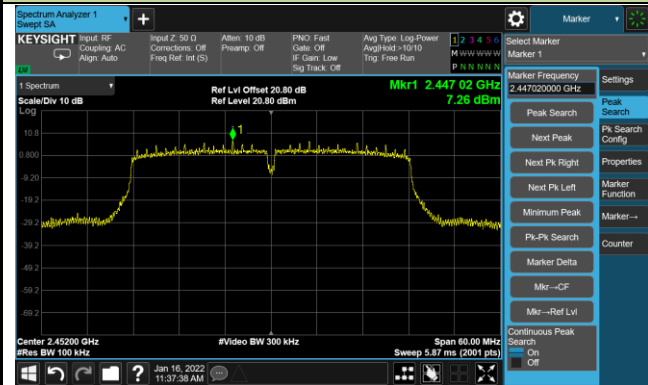 Spectrum Analyzer 1
Swept SA
Marker
KEYSIGHT
Input: RF
Coupling: AC
Align: Auto
Input Z: 50 Ω
Corrections: Off
Freq Ref: Int (S)
Atten: 10 dB
Preamp: Off
PNO: Fast
Gate: Off
IF Gain: Low
Sig Track: Off
Avg Type: Log-Power
Avg|Hold:>10/10
Trig: Free Run
1 2 3 4 5 6
M W W W W W
P N N N N N
LXI
Select Marker
Marker 1
1 Spectrum
Scale/Div 10 dB
Log
Ref Lvl Offset 20.80 dB
Ref Level 20.80 dBm
Mkr1 2.447 02 GHz
7.26 dBm
1
10.8
0.800
-9.20
-19.2
-29.2
-39.2
-49.2
-59.2
-69.2
Center 2.45200 GHz
#Res BW 100 kHz
#Video BW 300 kHz
Span 60.00 MHz
Sweep 5.87 ms (2001 pts)
Marker Frequency
2.447020000 GHz
Peak Search
Next Peak
Next Pk Right
Next Pk Left
Minimum Peak
Pk-Pk Search
Marker Delta
Mkr→CF
Mkr→Ref Lvl
Continuous Peak
Search
On
Off
Settings
Peak
Search
Pk Search
Config
Properties
Marker
Function
Marker→
Counter
?
Jan 16, 2022
11:37:38 AM